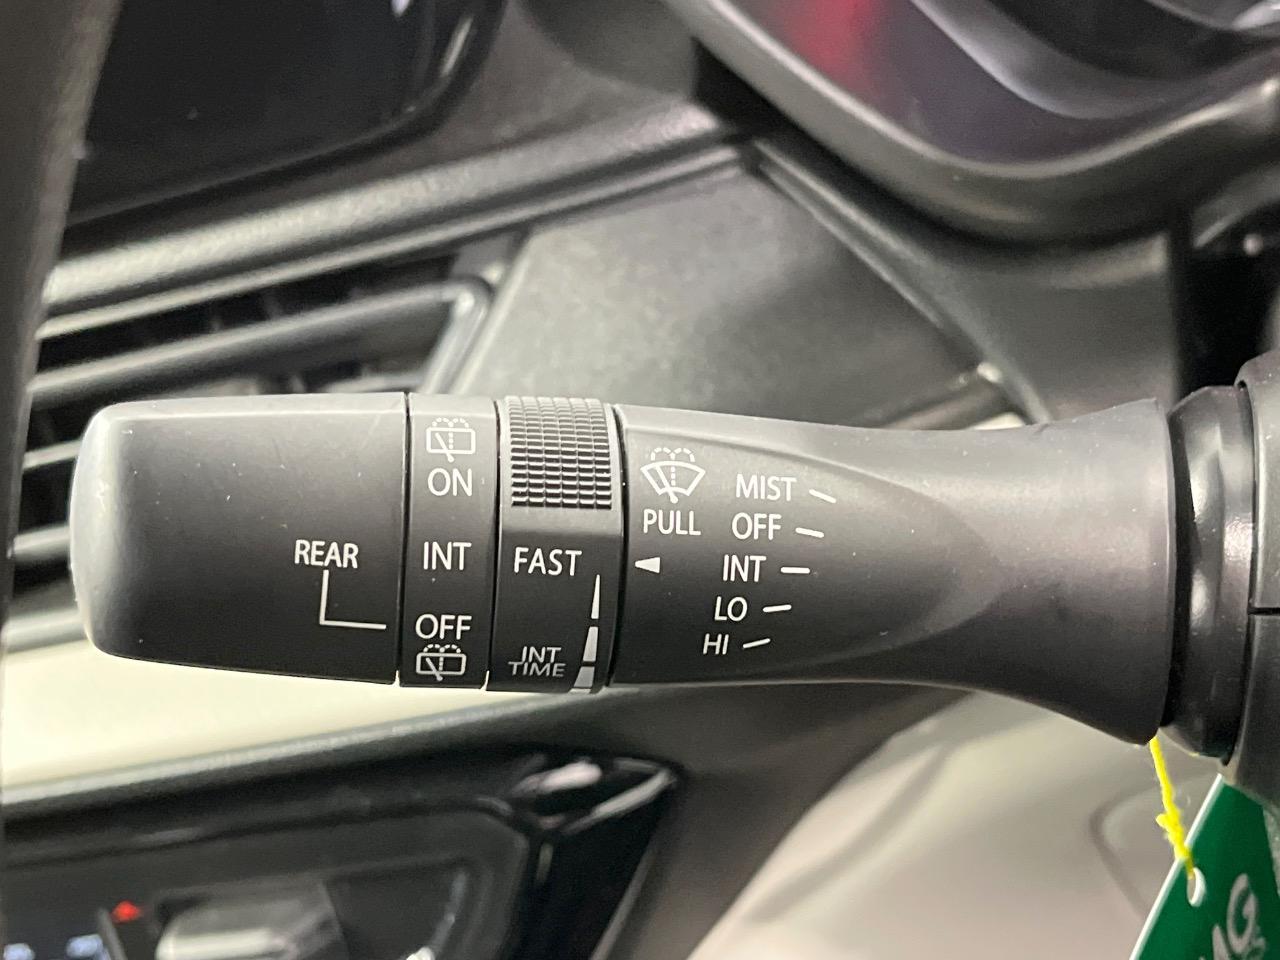 REAR
ON
INT
OFF
FAST
INT
TIME
PULL
MIST
OFF
INT
LO
HI